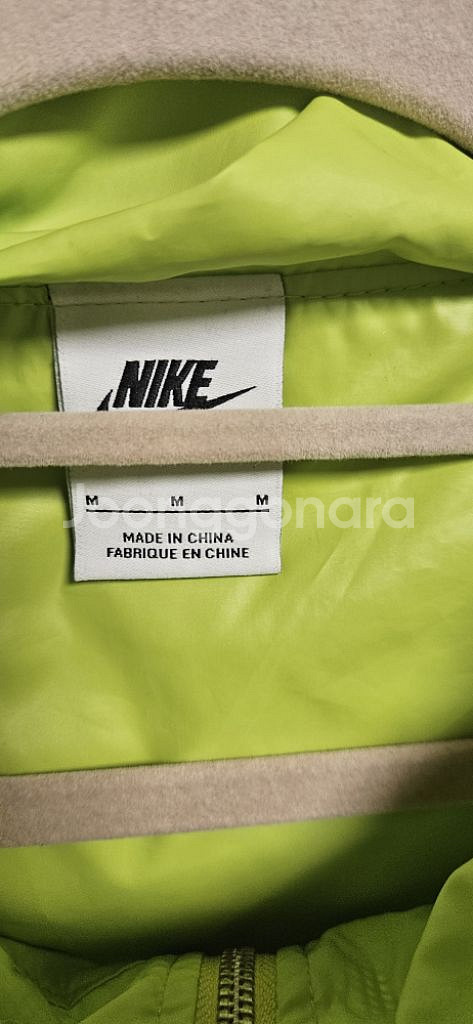 NIKE
M M M
Joonggonara
MADE IN CHINA
FABRIQUE EN CHINE